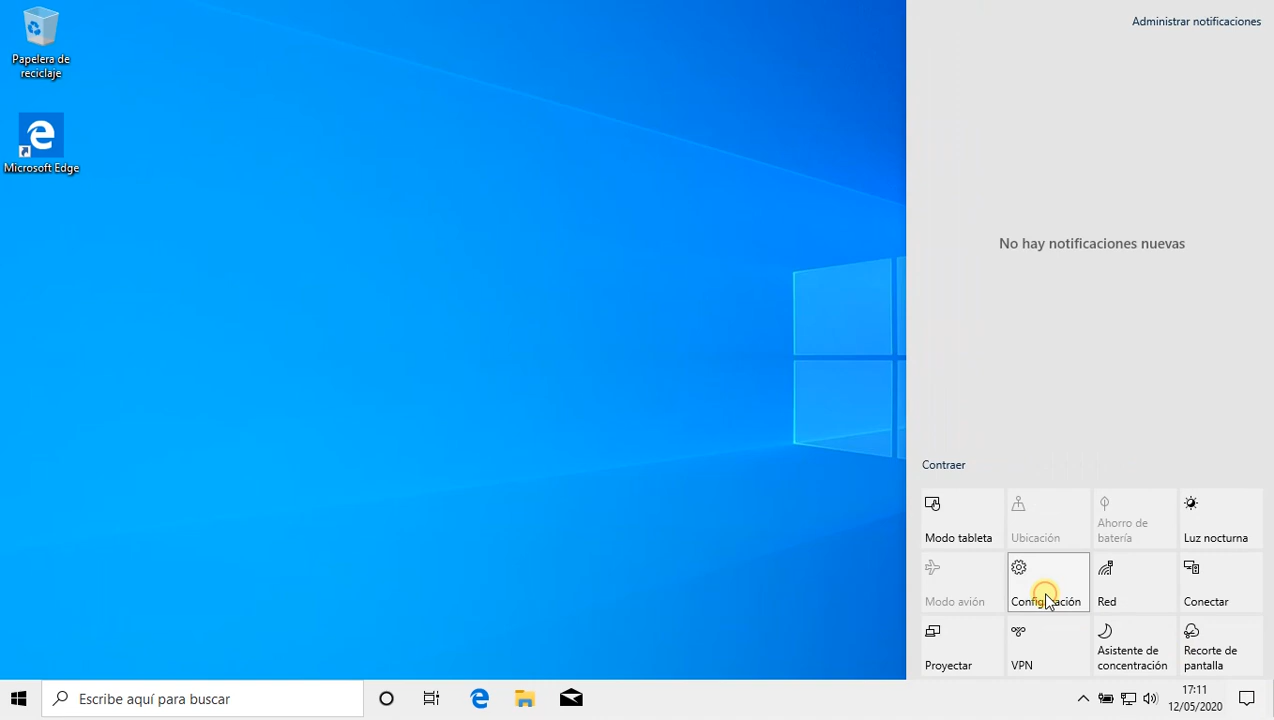 Administrar notificaciones
Papelera de
reciclaje
Microsoft Edge
No hay notificaciones nuevas
Contraer
Modo tableta
Ubicación
Ahorro de
batería
Luz nocturna
Modo avión
Configuración
Red
Conectar
Proyectar
VPN
Asistente de
concentración
Recorte de
pantalla
Escribe aquí para buscar
17:11
12/05/2020